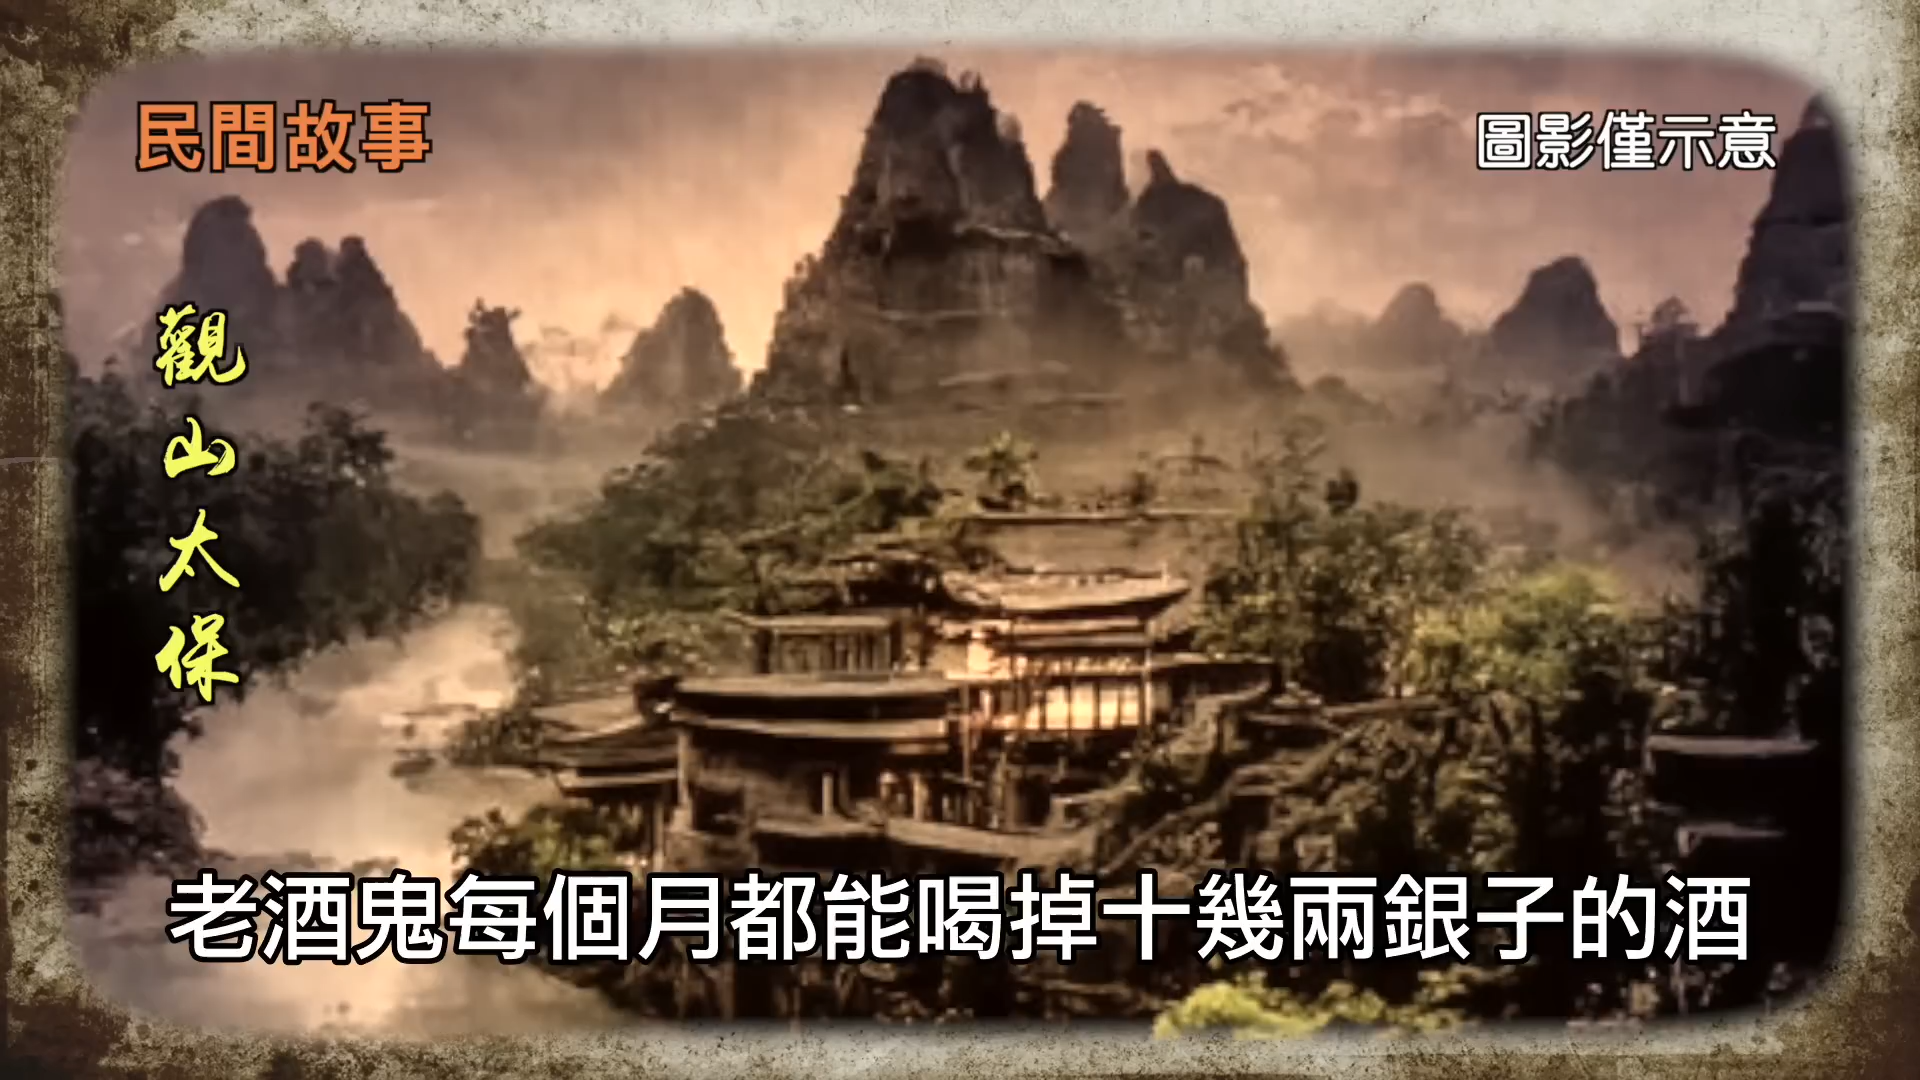 民間故事
圖影僅示意
觀山太保
老酒鬼每個月都能喝掉十幾兩銀子的酒